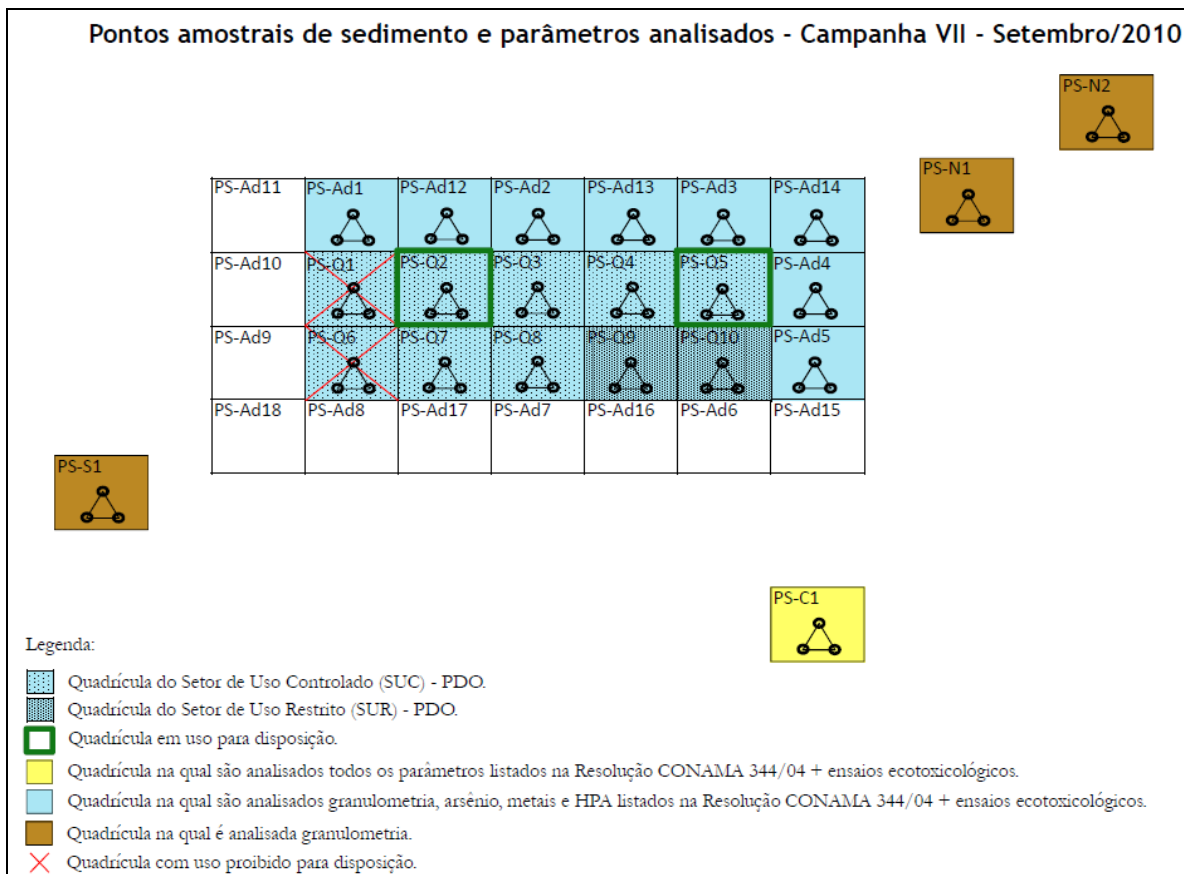 Pontos amostrais de sedimento e parâmetros analisados - Campanha VII - Setembro/2010
PS-N2
PS-N1
PS-Ad11 PS-Ad1 PS-Ad12 PS-Ad2 PS-Ad13 PS-Ad3 PS-Ad14
PS-Ad10 PS-Q1 PS-Q2 PS-Q3 PS-Q4 PS-Q5 PS-Ad4
PS-Ad9 PS-Q6 PS-Q7 PS-Q8 PS-Q9 PS-Q10 PS-Ad5
PS-Ad18 PS-Ad8 PS-Ad17 PS-Ad7 PS-Ad16 PS-Ad6 PS-Ad15
PS-S1
PS-C1
Legenda:
Quadrícula do Setor de Uso Controlado (SUC) - PDO.
Quadrícula do Setor de Uso Restrito (SUR) - PDO.
Quadrícula em uso para disposição.
Quadrícula na qual são analisados todos os parâmetros listados na Resolução CONAMA 344/04 + ensaios ecotoxicológicos.
Quadrícula na qual são analisados granulometria, arsênio, metais e HPA listados na Resolução CONAMA 344/04 + ensaios ecotoxicológicos.
Quadrícula na qual é analisada granulometria.
Quadrícula com uso proibido para disposição.